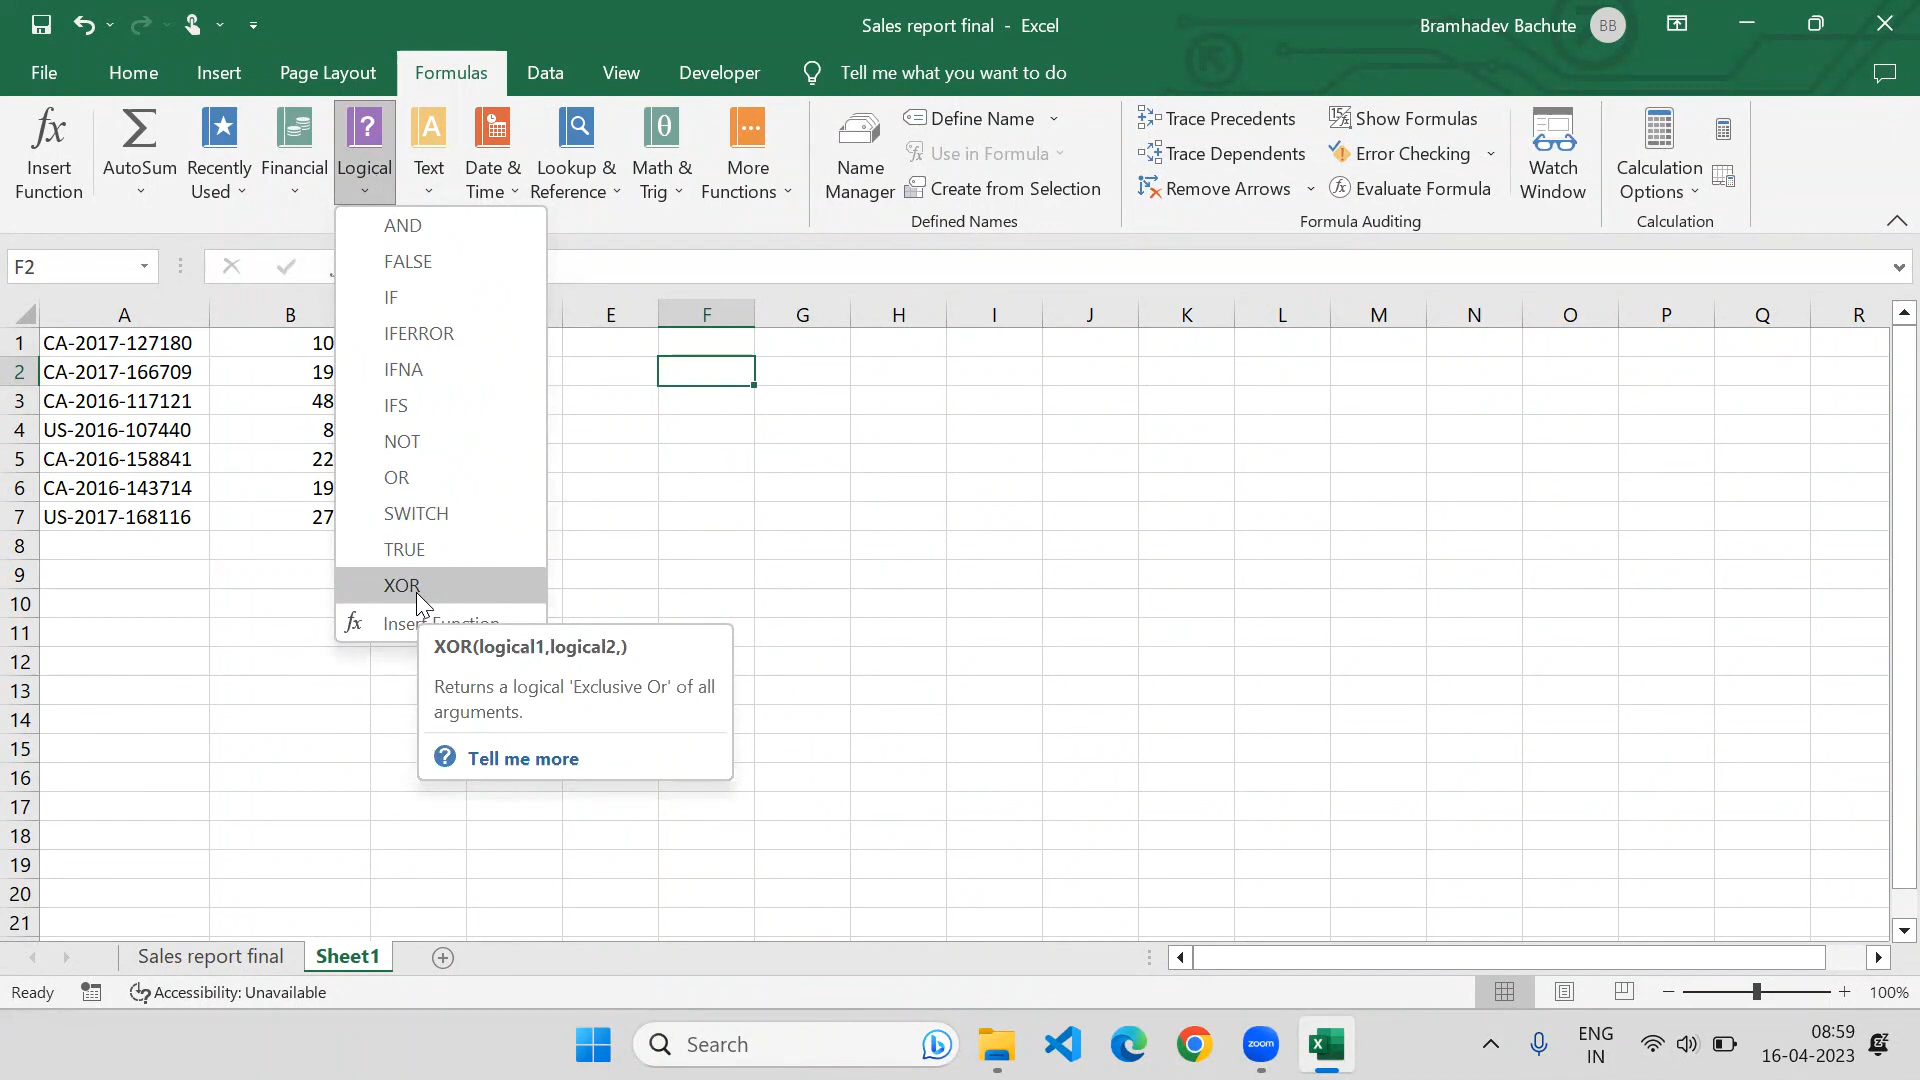 Sales report final - Excel
Bramhadev Bachute BB
File Home Insert Page Layout Formulas Data View Developer Tell me what you want to do
Insert Function
AutoSum
Recently Used
Financial
Logical
Text
Date & Time
Lookup & Reference
Math & Trig
More Functions
Name Manager
Define Name
Use in Formula
Create from Selection
Defined Names
Trace Precedents
Trace Dependents
Remove Arrows
Show Formulas
Error Checking
Evaluate Formula
Formula Auditing
Watch Window
Calculation Options
Calculation
F2
AND
FALSE
IF
IFERROR
IFNA
IFS
NOT
OR
SWITCH
TRUE
XOR
fx Insert Function
XOR(logical1,logical2,)
Returns a logical 'Exclusive Or' of all
arguments.
Tell me more
A B E F G H I J K L M N O P Q R
1 CA-2017-127180 10
2 CA-2017-166709 19
3 CA-2016-117121 48
4 US-2016-107440 8
5 CA-2016-158841 22
6 CA-2016-143714 19
7 US-2017-168116 27
8
9
10
11
12
13
14
15
16
17
18
19
20
21
Sales report final Sheet1
Ready Accessibility: Unavailable 100%
Search
zoom
ENG
IN
08:59
16-04-2023